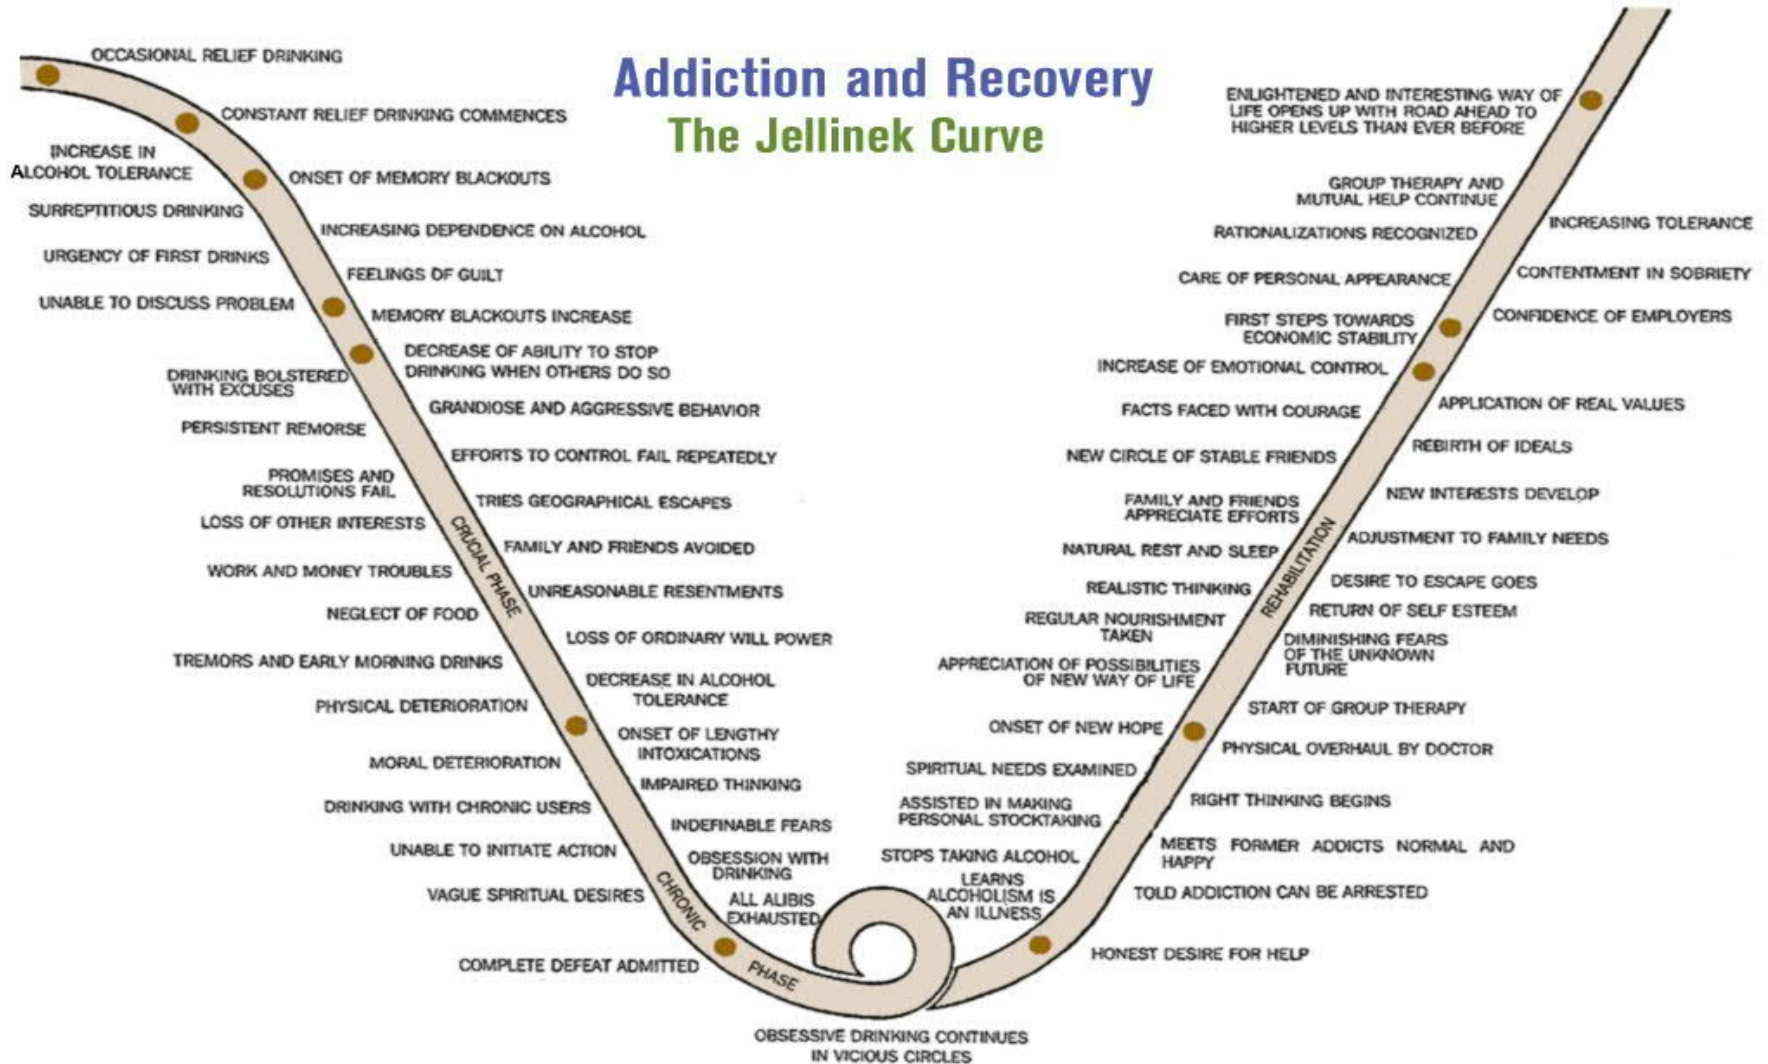 Addiction and Recovery
The Jellinek Curve
OCCASIONAL RELIEF DRINKING
CONSTANT RELIEF DRINKING COMMENCES
INCREASE IN
ALCOHOL TOLERANCE
ONSET OF MEMORY BLACKOUTS
SURREPTITIOUS DRINKING
INCREASING DEPENDENCE ON ALCOHOL
URGENCY OF FIRST DRINKS
FEELINGS OF GUILT
UNABLE TO DISCUSS PROBLEM
MEMORY BLACKOUTS INCREASE
DECREASE OF ABILITY TO STOP
DRINKING WHEN OTHERS DO SO
DRINKING BOLSTERED
WITH EXCUSES
GRANDIOSE AND AGGRESSIVE BEHAVIOR
PERSISTENT REMORSE
EFFORTS TO CONTROL FAIL REPEATEDLY
PROMISES AND
RESOLUTIONS FAIL
TRIES GEOGRAPHICAL ESCAPES
LOSS OF OTHER INTERESTS
CRUCIAL PHASE
FAMILY AND FRIENDS AVOIDED
WORK AND MONEY TROUBLES
UNREASONABLE RESENTMENTS
NEGLECT OF FOOD
LOSS OF ORDINARY WILL POWER
TREMORS AND EARLY MORNING DRINKS
DECREASE IN ALCOHOL
TOLERANCE
PHYSICAL DETERIORATION
ONSET OF LENGTHY
INTOXICATIONS
MORAL DETERIORATION
IMPAIRED THINKING
DRINKING WITH CHRONIC USERS
INDEFINABLE FEARS
UNABLE TO INITIATE ACTION
OBSESSION WITH
DRINKING
VAGUE SPIRITUAL DESIRES
CHRONIC
ALL ALIBIS
EXHAUSTED
COMPLETE DEFEAT ADMITTED
PHASE
OBSESSIVE DRINKING CONTINUES
IN VICIOUS CIRCLES
ENLIGHTENED AND INTERESTING WAY OF
LIFE OPENS UP WITH ROAD AHEAD TO
HIGHER LEVELS THAN EVER BEFORE
GROUP THERAPY AND
MUTUAL HELP CONTINUE
INCREASING TOLERANCE
RATIONALIZATIONS RECOGNIZED
CONTENTMENT IN SOBRIETY
CARE OF PERSONAL APPEARANCE
CONFIDENCE OF EMPLOYERS
FIRST STEPS TOWARDS
ECONOMIC STABILITY
INCREASE OF EMOTIONAL CONTROL
APPLICATION OF REAL VALUES
FACTS FACED WITH COURAGE
REBIRTH OF IDEALS
NEW CIRCLE OF STABLE FRIENDS
NEW INTERESTS DEVELOP
FAMILY AND FRIENDS
APPRECIATE EFFORTS
ADJUSTMENT TO FAMILY NEEDS
NATURAL REST AND SLEEP
REHABILITATION
DESIRE TO ESCAPE GOES
REALISTIC THINKING
RETURN OF SELF ESTEEM
REGULAR NOURISHMENT
TAKEN
DIMINISHING FEARS
OF THE UNKNOWN
FUTURE
APPRECIATION OF POSSIBILITIES
OF NEW WAY OF LIFE
START OF GROUP THERAPY
ONSET OF NEW HOPE
PHYSICAL OVERHAUL BY DOCTOR
SPIRITUAL NEEDS EXAMINED
RIGHT THINKING BEGINS
ASSISTED IN MAKING
PERSONAL STOCKTAKING
MEETS FORMER ADDICTS NORMAL AND
HAPPY
STOPS TAKING ALCOHOL
TOLD ADDICTION CAN BE ARRESTED
LEARNS
ALCOHOLISM IS
AN ILLNESS
HONEST DESIRE FOR HELP